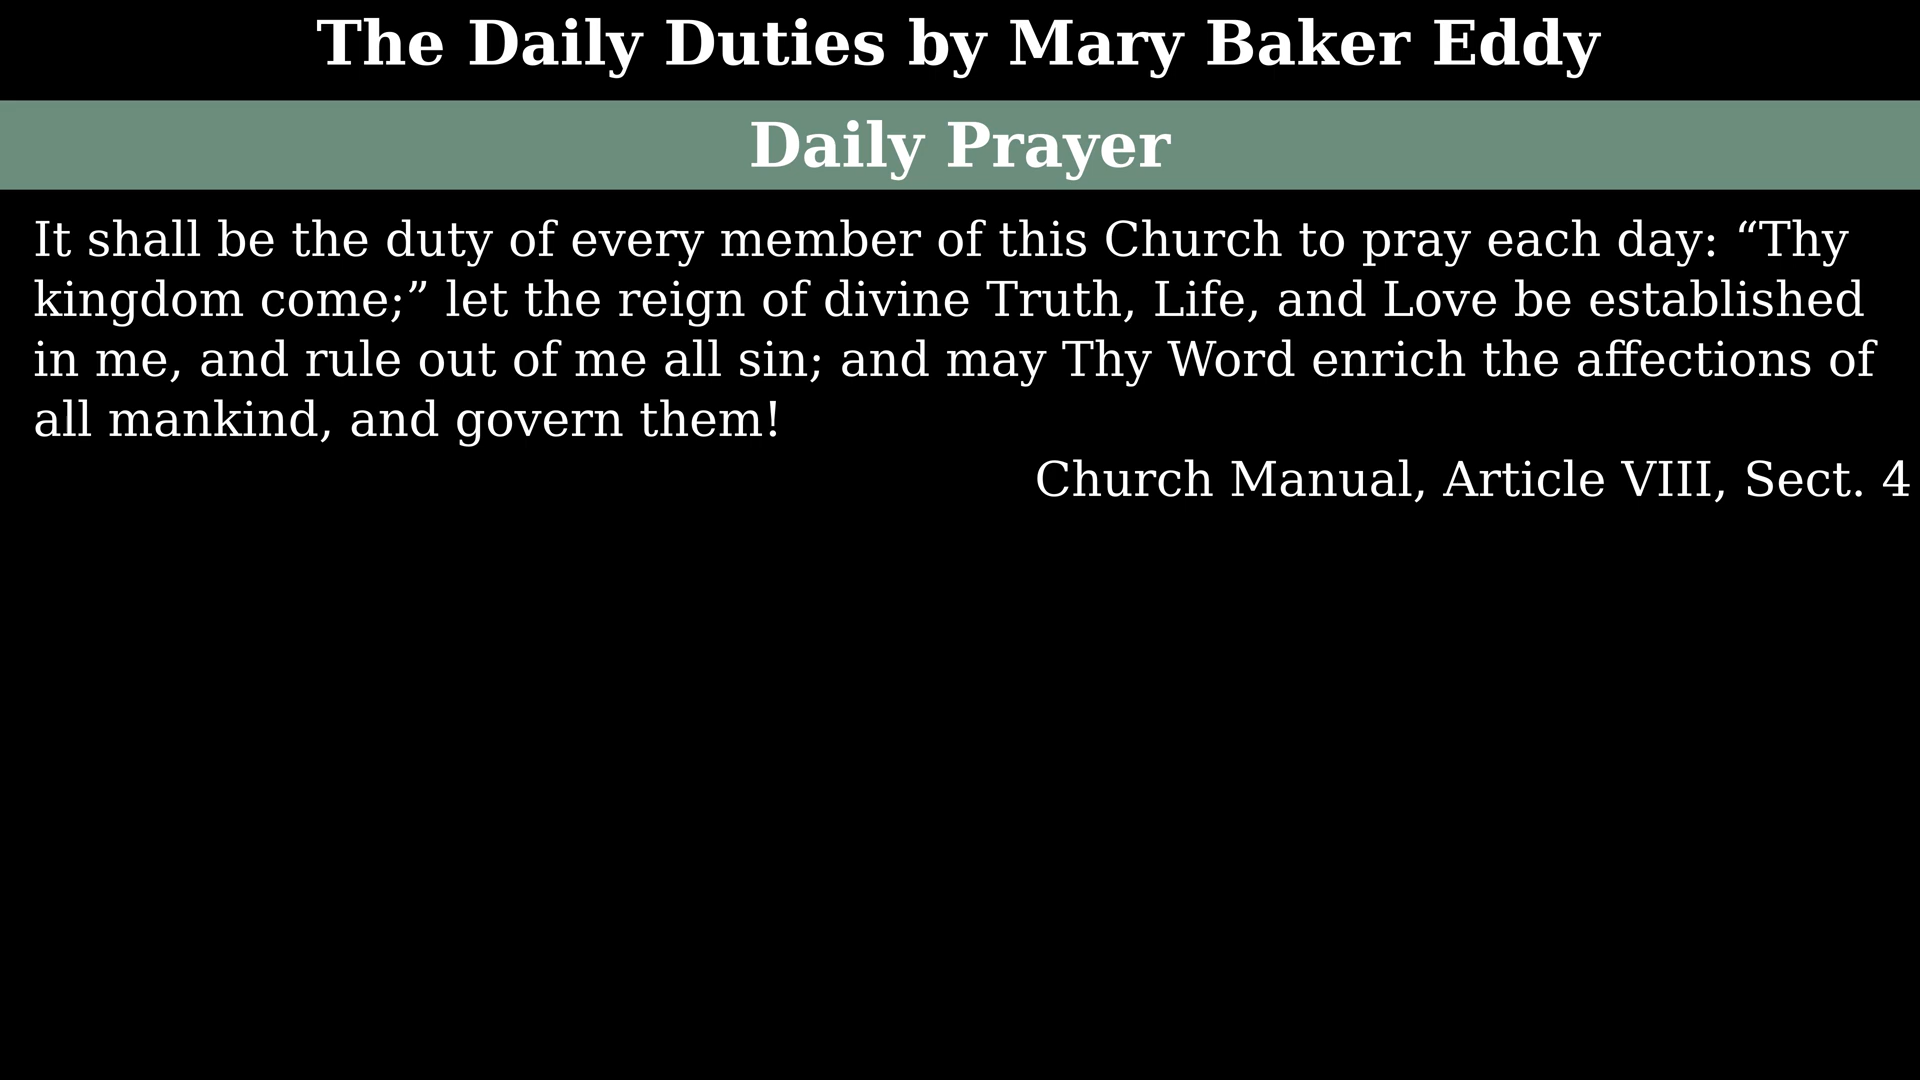 The Daily Duties by Mary Baker Eddy
Daily Prayer
It shall be the duty of every member of this Church to pray each day: “Thy
kingdom come;” let the reign of divine Truth, Life, and Love be established
in me, and rule out of me all sin; and may Thy Word enrich the affections of
all mankind, and govern them!
Church Manual, Article VIII, Sect. 4